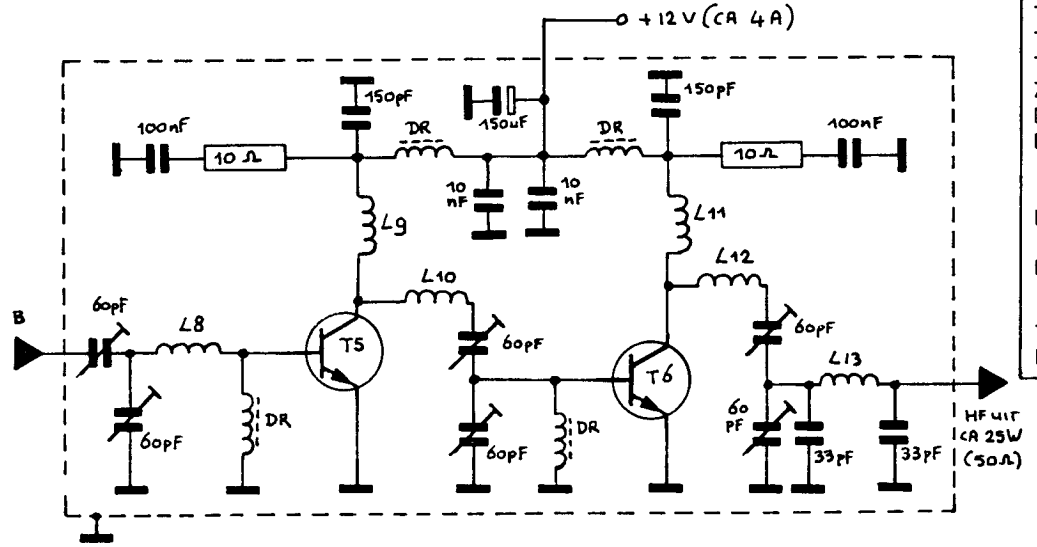 +12V (CA 4A)
150pF
150uF
150pF
100nF
10Ω
DR
DR
10Ω
100nF
10
nF
10
nF
L9
L11
L10
L12
B
60pF
L8
T5
60pF
T6
60pF
L13
60pF
DR
60pF
DR
60
pF
33pF
33pF
HF UIT
CA 25W
(50Ω)